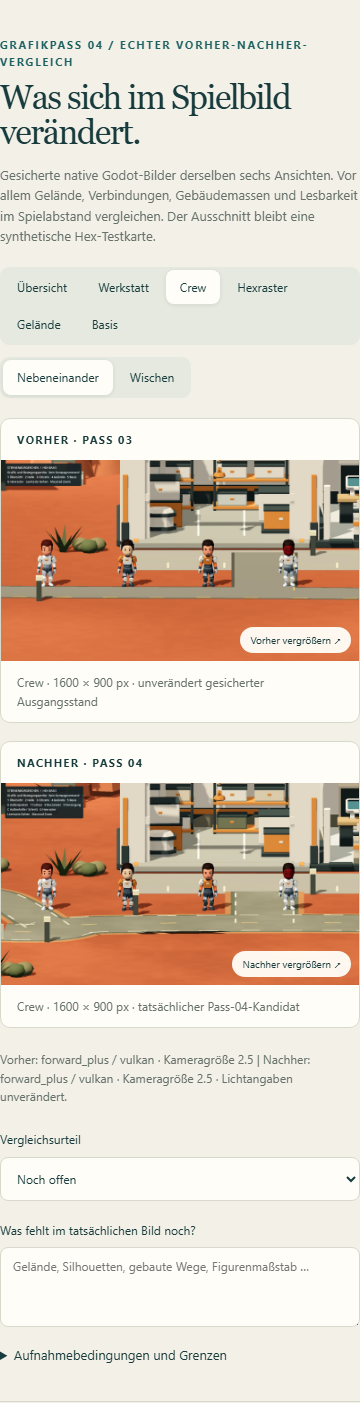 GRAFIKPASS 04 / ECHTER VORHER-NACHHER-
VERGLEICH
Was sich im Spielbild
verändert.
Gesicherte native Godot-Bilder derselben sechs Ansichten. Vor
allem Gelände, Verbindungen, Gebäudemassen und Lesbarkeit
im Spielabstand vergleichen. Der Ausschnitt bleibt eine
synthetische Hex-Testkarte.
Übersicht Werkstatt Crew Hexraster
Gelände Basis
Nebeneinander Wischen
VORHER · PASS 03
Vorher vergrößern ↗
Crew · 1600 × 900 px · unverändert gesicherter
Ausgangsstand
NACHHER · PASS 04
Nachher vergrößern ↗
Crew · 1600 × 900 px · tatsächlicher Pass-04-Kandidat
Vorher: forward_plus / vulkan · Kameragröße 2.5 | Nachher:
forward_plus / vulkan · Kameragröße 2.5 · Lichtangaben
unverändert.
Vergleichsurteil
Noch offen
Was fehlt im tatsächlichen Bild noch?
Gelände, Silhouetten, gebaute Wege, Figurenmaßstab ...
Aufnahmebedingungen und Grenzen